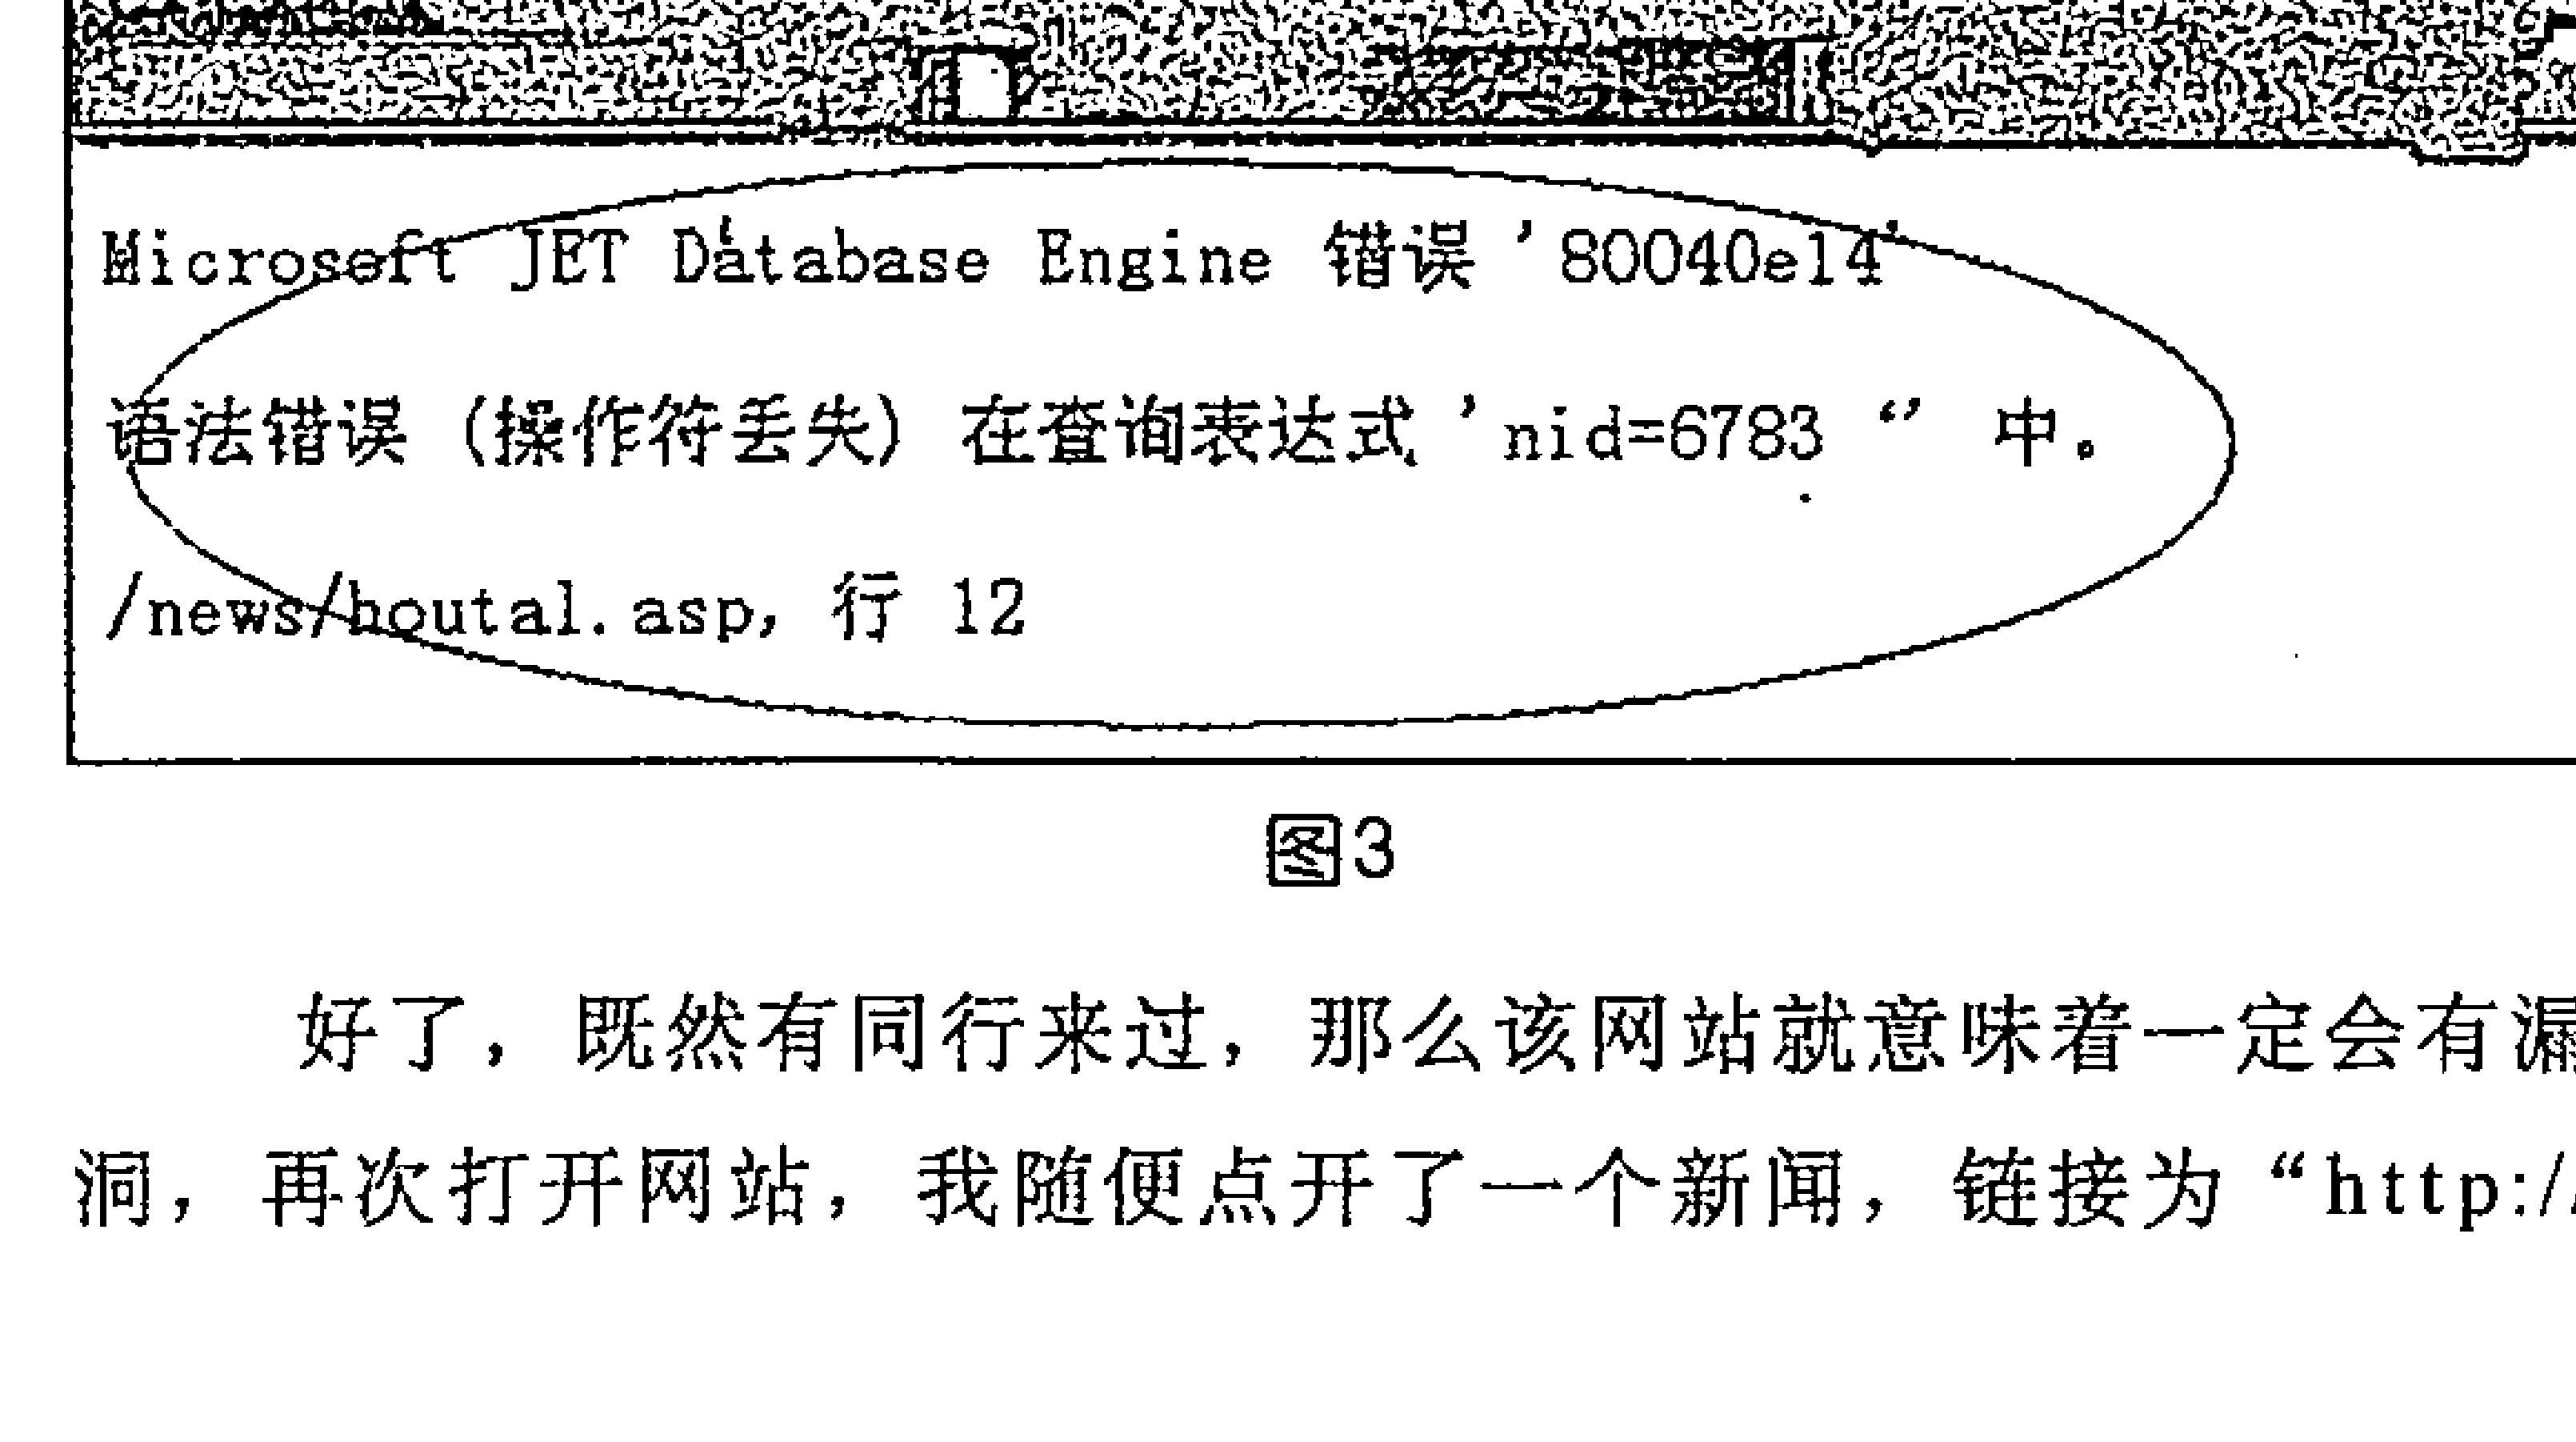 Microsoft JET Database Engine 错误 '80040e14'
语法错误 (操作符丢失) 在查询表达式 'nid=6783 ‘’ 中。
/news/houtal.asp, 行 12
图3
好了，既然有同行来过，那么该网站就意味着一定会有漏
洞，再次打开网站，我随便点开了一个新闻，链接为“http:/